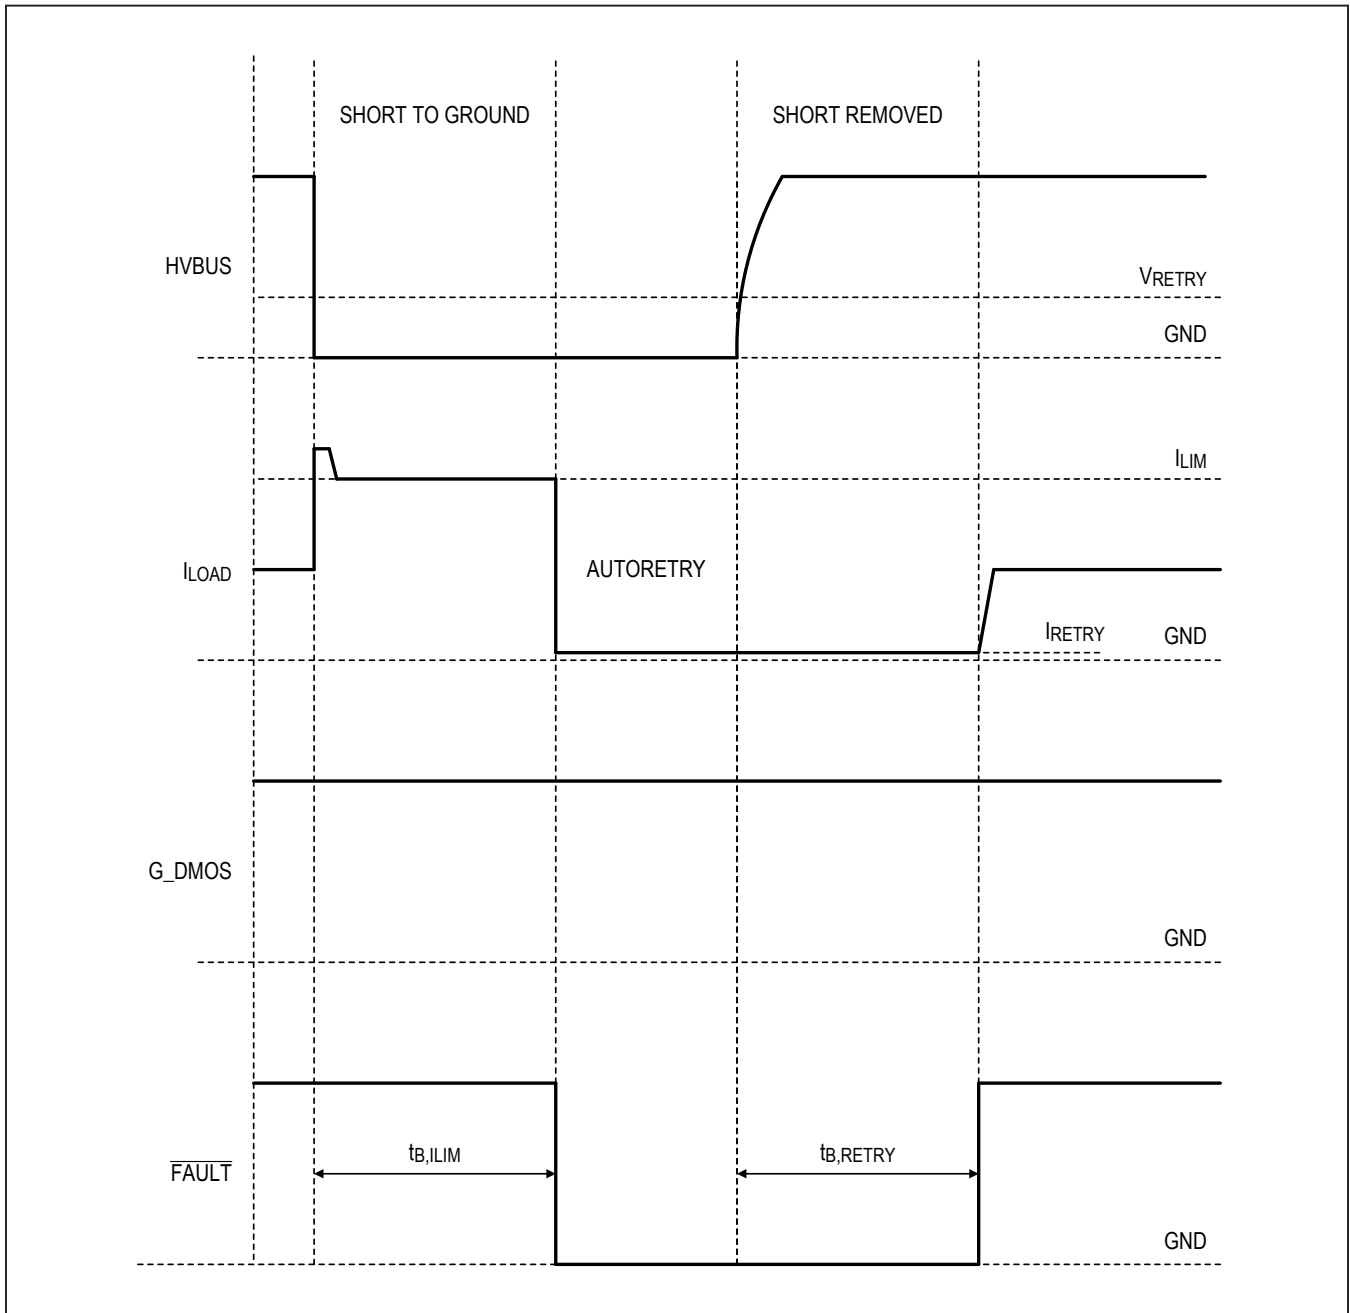 SHORT TO GROUND
SHORT REMOVED
HVBUS
VRETRY
GND
ILIM
ILOAD
AUTORETRY
IRETRY
GND
G_DMOS
GND
tB,ILIM
tB,RETRY
FAULT
GND